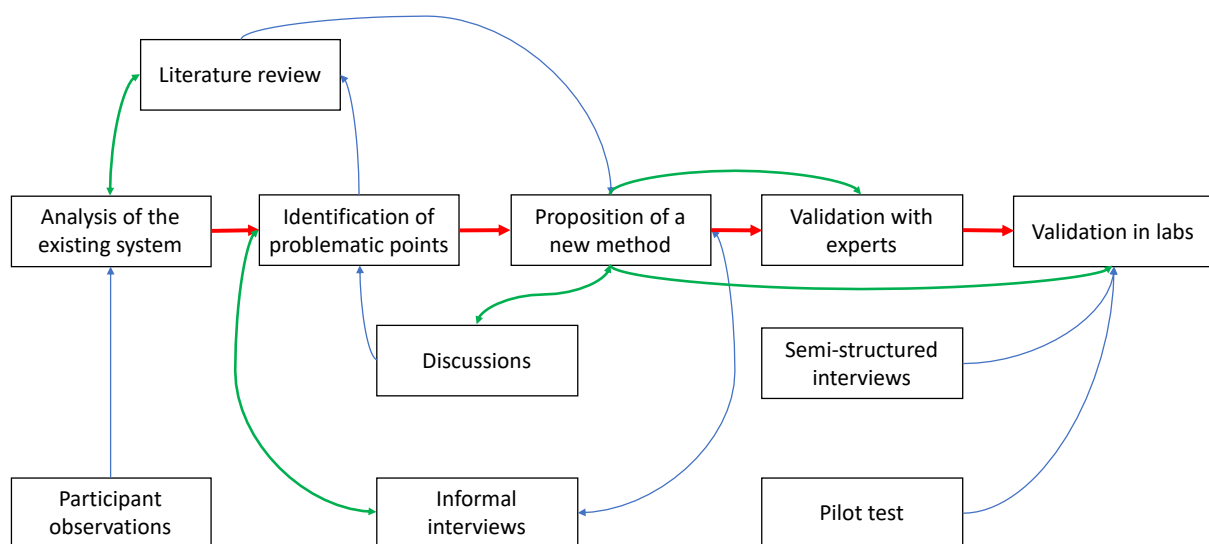 Literature review
Analysis of the
existing system
Identification of
problematic points
Proposition of a
new method
Validation with
experts
Validation in labs
Discussions
Semi-structured
interviews
Participant
observations
Informal
interviews
Pilot test